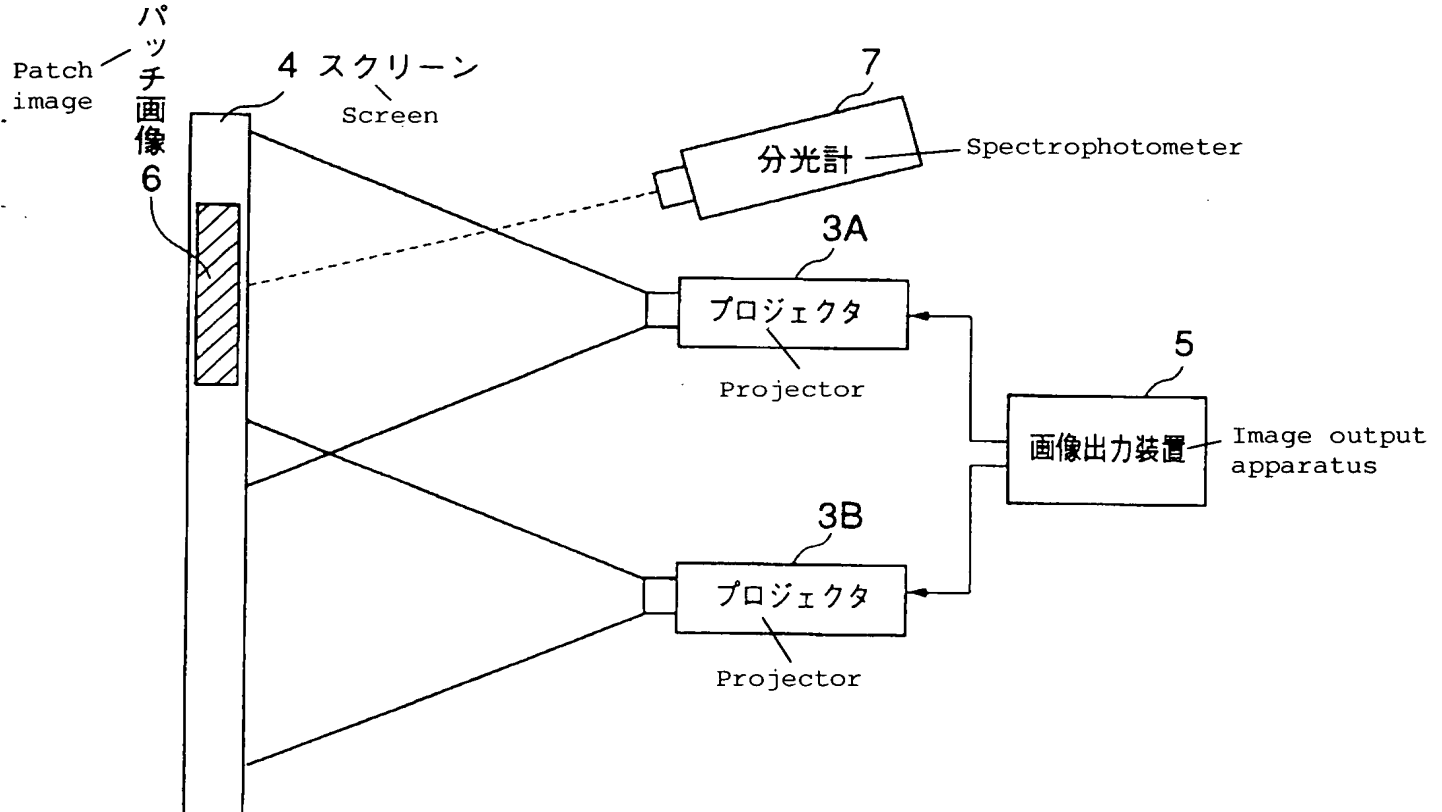 パッチ画像
6
Patch
image
4 スクリーン
Screen
7
分光計
Spectrophotometer
3A
プロジェクタ
Projector
5
画像出力装置
Image output
apparatus
3B
プロジェクタ
Projector